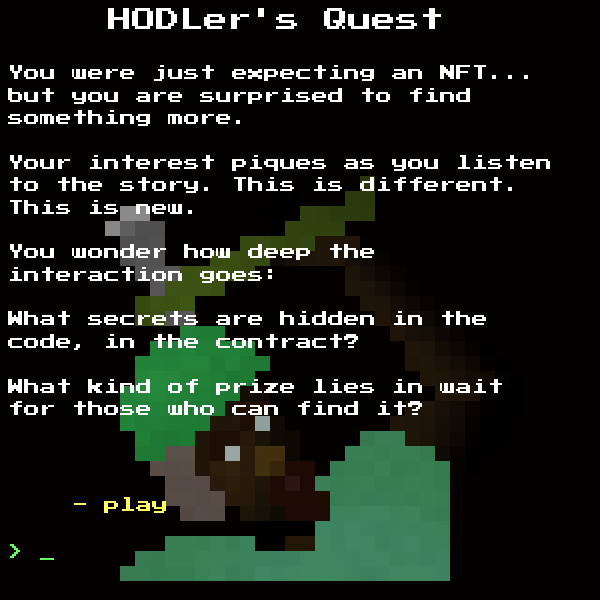 HODLer's Quest
You were just expecting an NFT...
but you are surprised to find
something more.
Your interest piques as you listen
to the story. This is different.
This is new.
You wonder how deep the
interaction goes:
What secrets are hidden in the
code, in the contract?
What kind of prize lies in wait
for those who can find it?
- play
> _